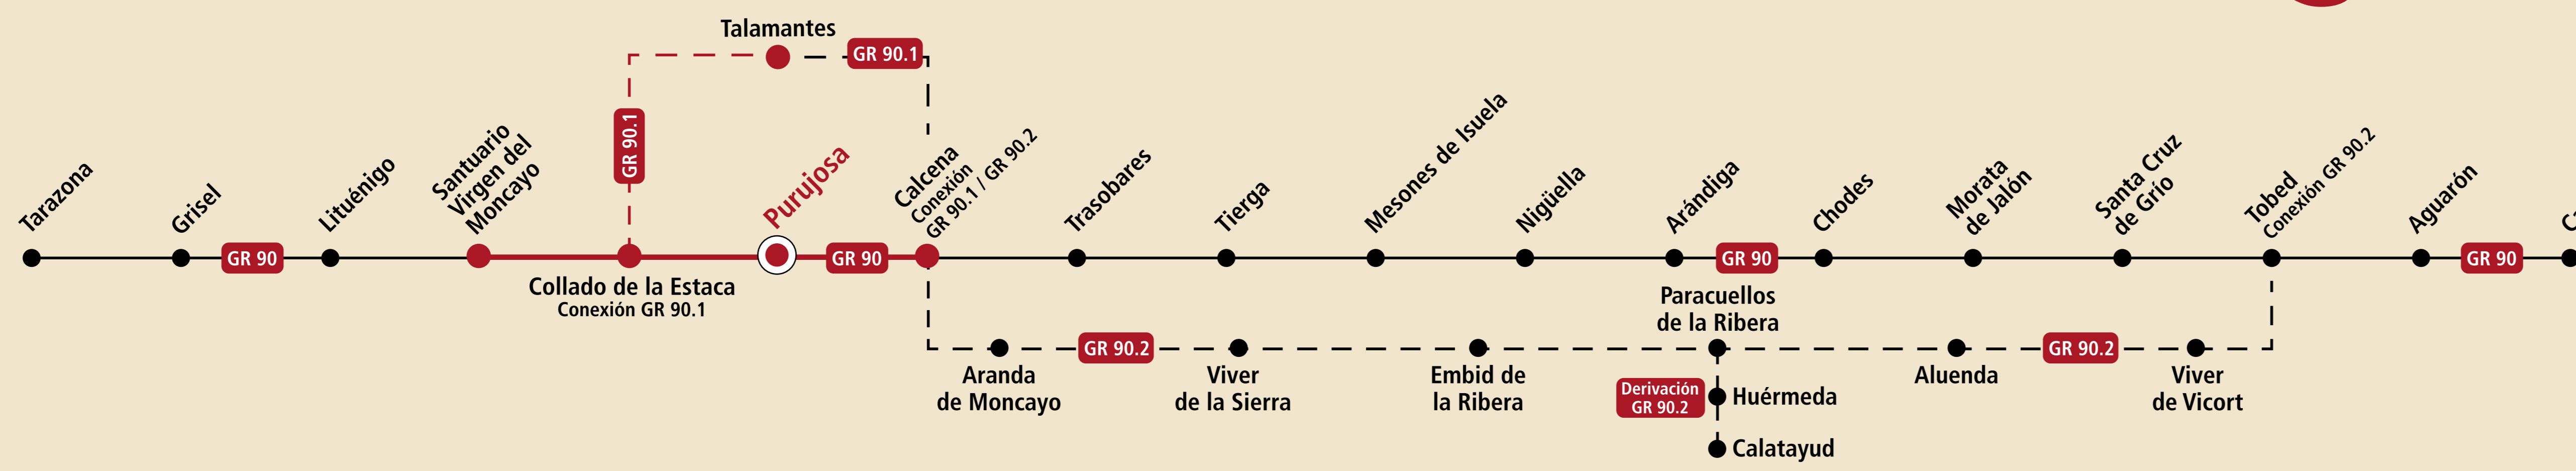 Talamantes
GR 90.1
GR 90.1
Tarazona
Grisel
GR 90
Lituénigo
Santuario
Virgen del
Moncayo
Collado de la Estaca
Conexión GR 90.1
Purujosa
GR 90
Calcena
Conexión
GR 90.1 / GR 90.2
Trasobares
Tierga
Mesones de Isuela
Nigüella
Arándiga
GR 90
Chodes
Morata
de Jalón
Santa Cruz
de Grío
Tobed
Conexión GR 90.2
Aguarón
GR 90
Aranda
de Moncayo
GR 90.2
Viver
de la Sierra
Embid de
la Ribera
Paracuellos
de la Ribera
Derivación
GR 90.2
Huérmeda
Calatayud
Aluenda
GR 90.2
Viver
de Vicort